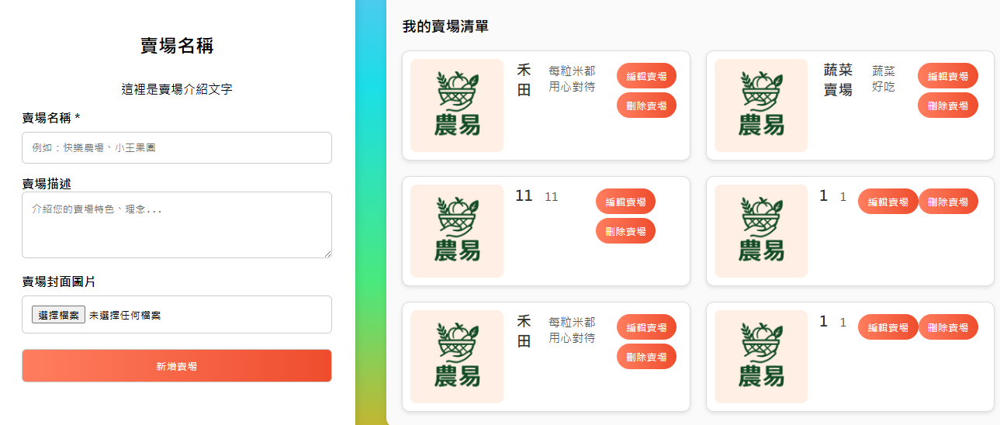 賣場名稱
這裡是賣場介紹文字
賣場名稱 *
例如：快樂農場、小王果園
賣場描述
介紹您的賣場特色、理念...
賣場封面圖片
選擇檔案 未選擇任何檔案
新增賣場
我的賣場清單
農易
禾
田
每粒米都
用心對待
編輯賣場
刪除賣場
農易
蔬菜
賣場
蔬菜
好吃
編輯賣場
刪除賣場
農易
11
11
編輯賣場
刪除賣場
農易
1
1
編輯賣場
刪除賣場
農易
禾
田
每粒米都
用心對待
編輯賣場
刪除賣場
農易
1
1
編輯賣場
刪除賣場